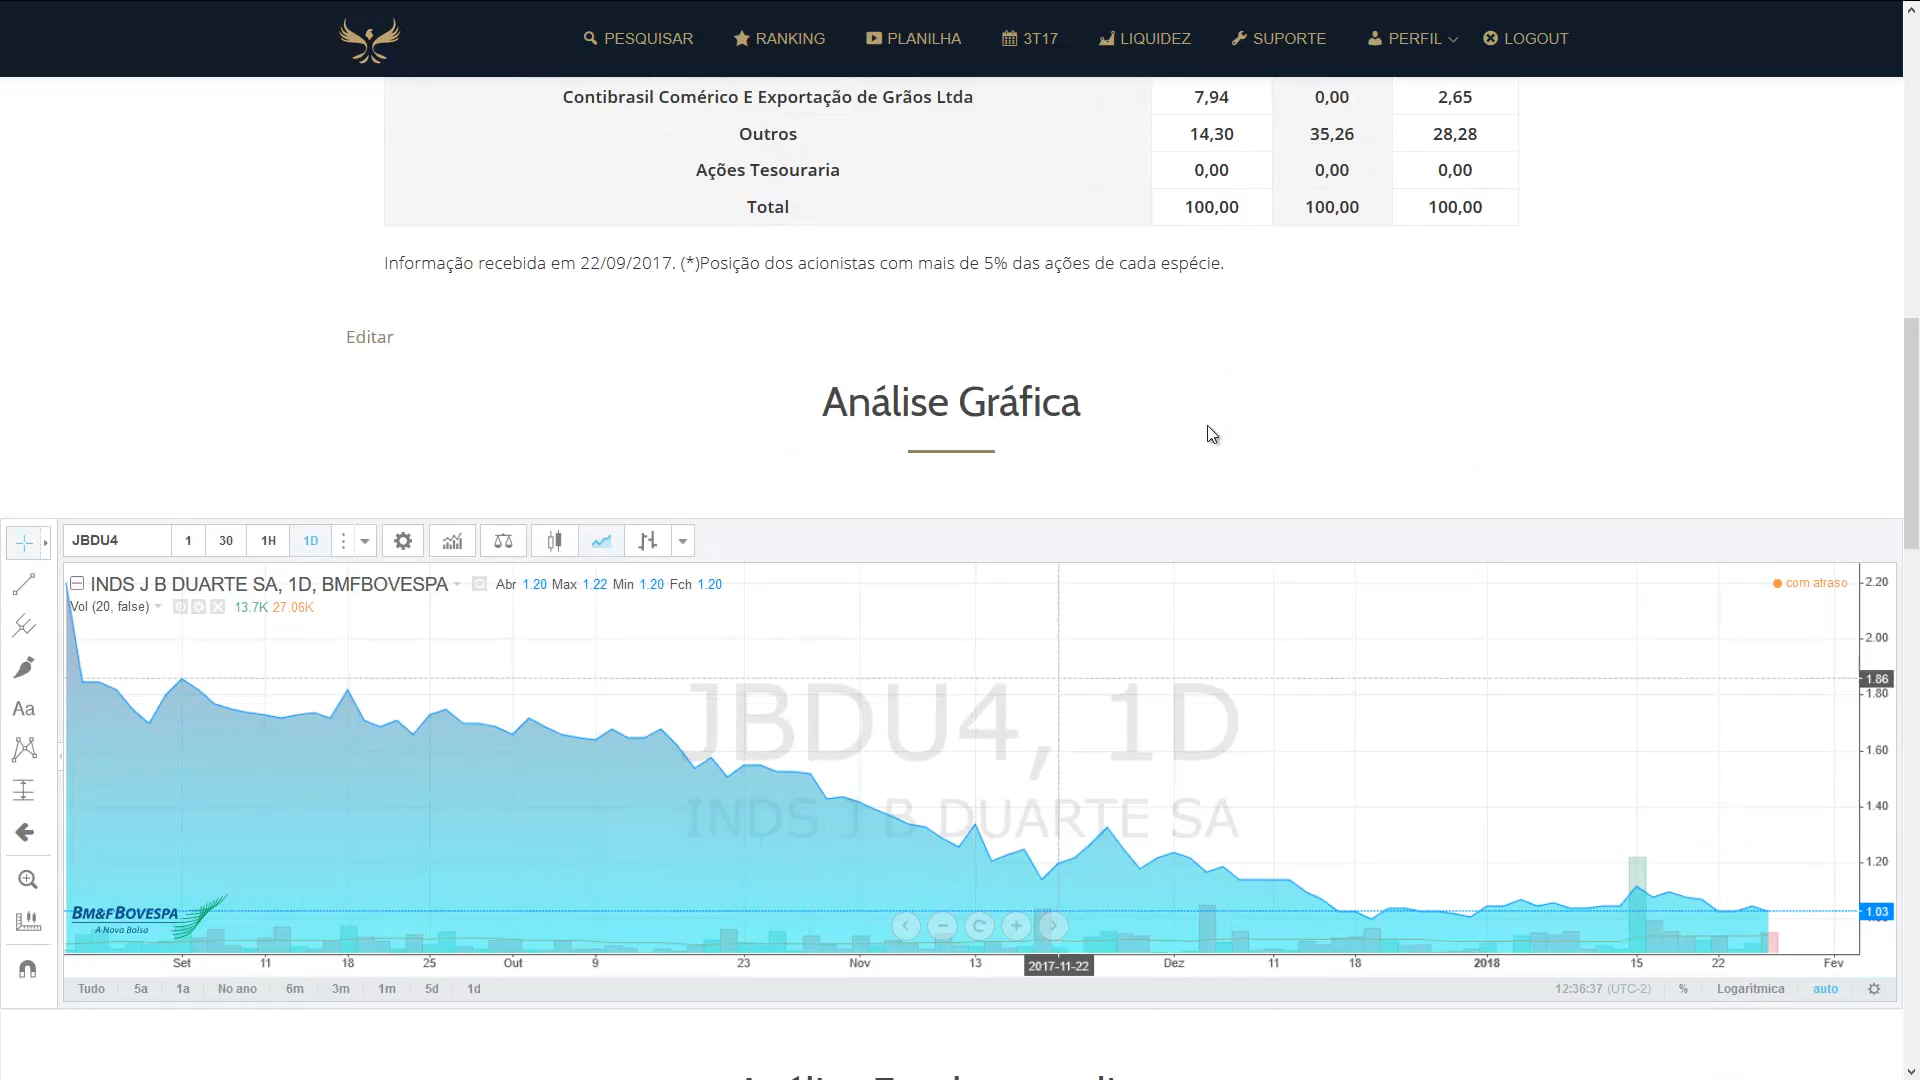 PESQUISAR RANKING PLANILHA 3T17 LIQUIDEZ SUPORTE PERFIL LOGOUT
Contibrasil Comérico E Exportação de Grãos Ltda 7,94 0,00 2,65
Outros 14,30 35,26 28,28
Ações Tesouraria 0,00 0,00 0,00
Total 100,00 100,00 100,00
Informação recebida em 22/09/2017. (*)Posição dos acionistas com mais de 5% das ações de cada espécie.
Editar
Análise Gráfica
JBDU4 1 30 1H 1D
INDS J B DUARTE SA, 1D, BMFBOVESPA Abr 1.20 Max 1.22 Min 1.20 Fch 1.20
com atraso
2.20
Vol (20, false) 13.7K 27.06K
2.00
1.86
1.80
JBDU4, 1D
1.60
1.40
INDS J B DUARTE SA
1.20
1.03
BM&FBOVESPA
A Nova Bolsa
Aa
Set 11 18 25 Out 9 23 Nov 13 2017-11-22 Dez 11 18 2018 15 22 Fev
Tudo 5a 1a No ano 6m 3m 1m 5d 1d 12:36:37 (UTC-2) % Logarítmica auto